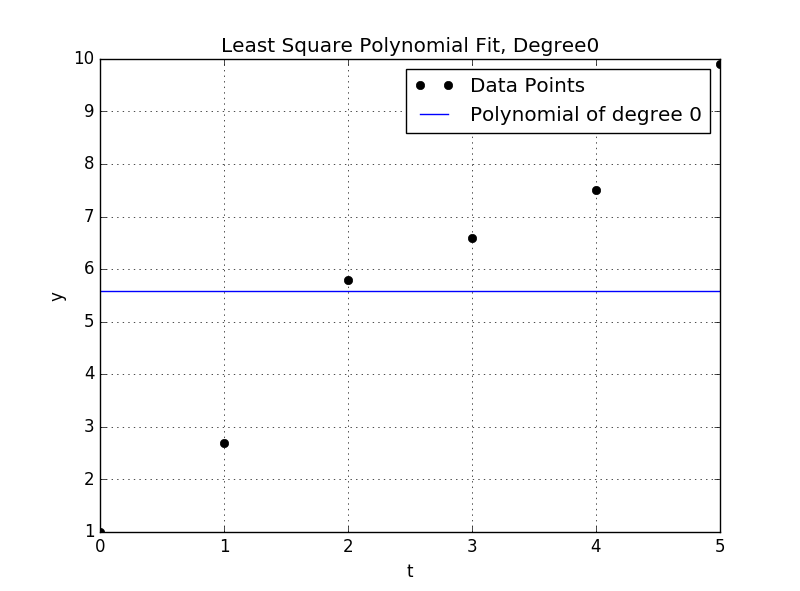 Least Square Polynomial Fit, Degree0
10
9
8
7
6
5
4
3
2
1
y
Data Points
Polynomial of degree 0
0 1 2 3 4 5
t